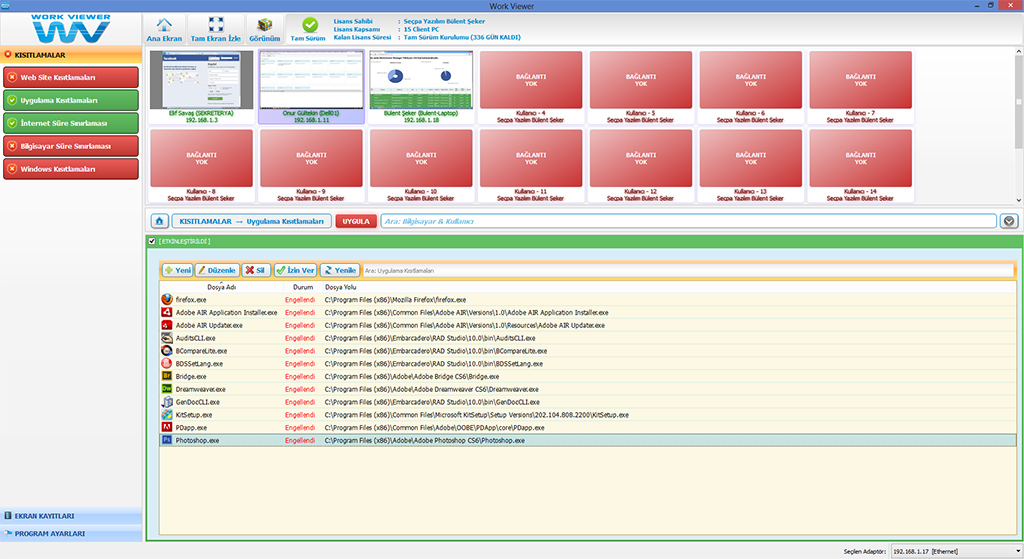 Work Viewer
WORK VIEWER
WV
Ana Ekran
Tam Ekran İzle
Görünüm
Tam Sürüm
Lisans Sahibi : Seçpa Yazılım Bülent Şeker
Lisans Kapsamı : 15 Client PC
Kalan Lisans Süresi : Tam Sürüm Kurulumu (336 GÜN KALDI)
KISITLAMALAR
Web Site Kısıtlamaları
Uygulama Kısıtlamaları
İnternet Süre Sınırlaması
Bilgisayar Süre Sınırlaması
Windows Kısıtlamaları
Elif Savaş (SEKRETERYA)
192.168.1.3
Onur Gültekin (Dell01)
192.168.1.11
Bülent Şeker (Bulent-Laptop)
192.168.1.18
BAĞLANTI
YOK
Kullanıcı - 4
Seçpa Yazılım Bülent Şeker
BAĞLANTI
YOK
Kullanıcı - 5
Seçpa Yazılım Bülent Şeker
BAĞLANTI
YOK
Kullanıcı - 6
Seçpa Yazılım Bülent Şeker
BAĞLANTI
YOK
Kullanıcı - 7
Seçpa Yazılım Bülent Şeker
BAĞLANTI
YOK
Kullanıcı - 8
Seçpa Yazılım Bülent Şeker
BAĞLANTI
YOK
Kullanıcı - 9
Seçpa Yazılım Bülent Şeker
BAĞLANTI
YOK
Kullanıcı - 10
Seçpa Yazılım Bülent Şeker
BAĞLANTI
YOK
Kullanıcı - 11
Seçpa Yazılım Bülent Şeker
BAĞLANTI
YOK
Kullanıcı - 12
Seçpa Yazılım Bülent Şeker
BAĞLANTI
YOK
Kullanıcı - 13
Seçpa Yazılım Bülent Şeker
BAĞLANTI
YOK
Kullanıcı - 14
Seçpa Yazılım Bülent Şeker
KISITLAMALAR → Uygulama Kısıtlamaları
UYGULA
Ara: Bilgisayar & Kullanıcı
[ ETKİNLEŞTİRİLDİ ]
Yeni
Düzenle
Sil
İzin Ver
Yenile
Ara: Uygulama Kısıtlamaları
Dosya Adı Durum Dosya Yolu
firefox.exe Engellendi C:\Program Files (x86)\Mozilla Firefox\firefox.exe
Adobe AIR Application Installer.exe Engellendi C:\Program Files (x86)\Common Files\Adobe AIR\Versions\1.0\Adobe AIR Application Installer.exe
Adobe AIR Updater.exe Engellendi C:\Program Files (x86)\Common Files\Adobe AIR\Versions\1.0\Resources\Adobe AIR Updater.exe
AuditsCLI.exe Engellendi C:\Program Files (x86)\Embarcadero\RAD Studio\10.0\bin\AuditsCLI.exe
BCompareLite.exe Engellendi C:\Program Files (x86)\Embarcadero\RAD Studio\10.0\bin\BCompareLite.exe
BDSSetLang.exe Engellendi C:\Program Files (x86)\Embarcadero\RAD Studio\10.0\bin\BDSSetLang.exe
Bridge.exe Engellendi C:\Program Files (x86)\Adobe\Adobe Bridge CS6\Bridge.exe
Dreamweaver.exe Engellendi C:\Program Files (x86)\Adobe\Adobe Dreamweaver CS6\Dreamweaver.exe
GenDocCLI.exe Engellendi C:\Program Files (x86)\Embarcadero\RAD Studio\10.0\bin\GenDocCLI.exe
KitSetup.exe Engellendi C:\Program Files (x86)\Common Files\Microsoft KitSetup\Setup Versions\202.104.808.2200\KitSetup.exe
PDapp.exe Engellendi C:\Program Files (x86)\Common Files\Adobe\OOBE\PDApp\core\PDapp.exe
Photoshop.exe Engellendi C:\Program Files (x86)\Adobe\Adobe Photoshop CS6\Photoshop.exe
EKRAN KAYITLARI
PROGRAM AYARLARI
Seçilen Adaptör: 192.168.1.17 [Ethernet]